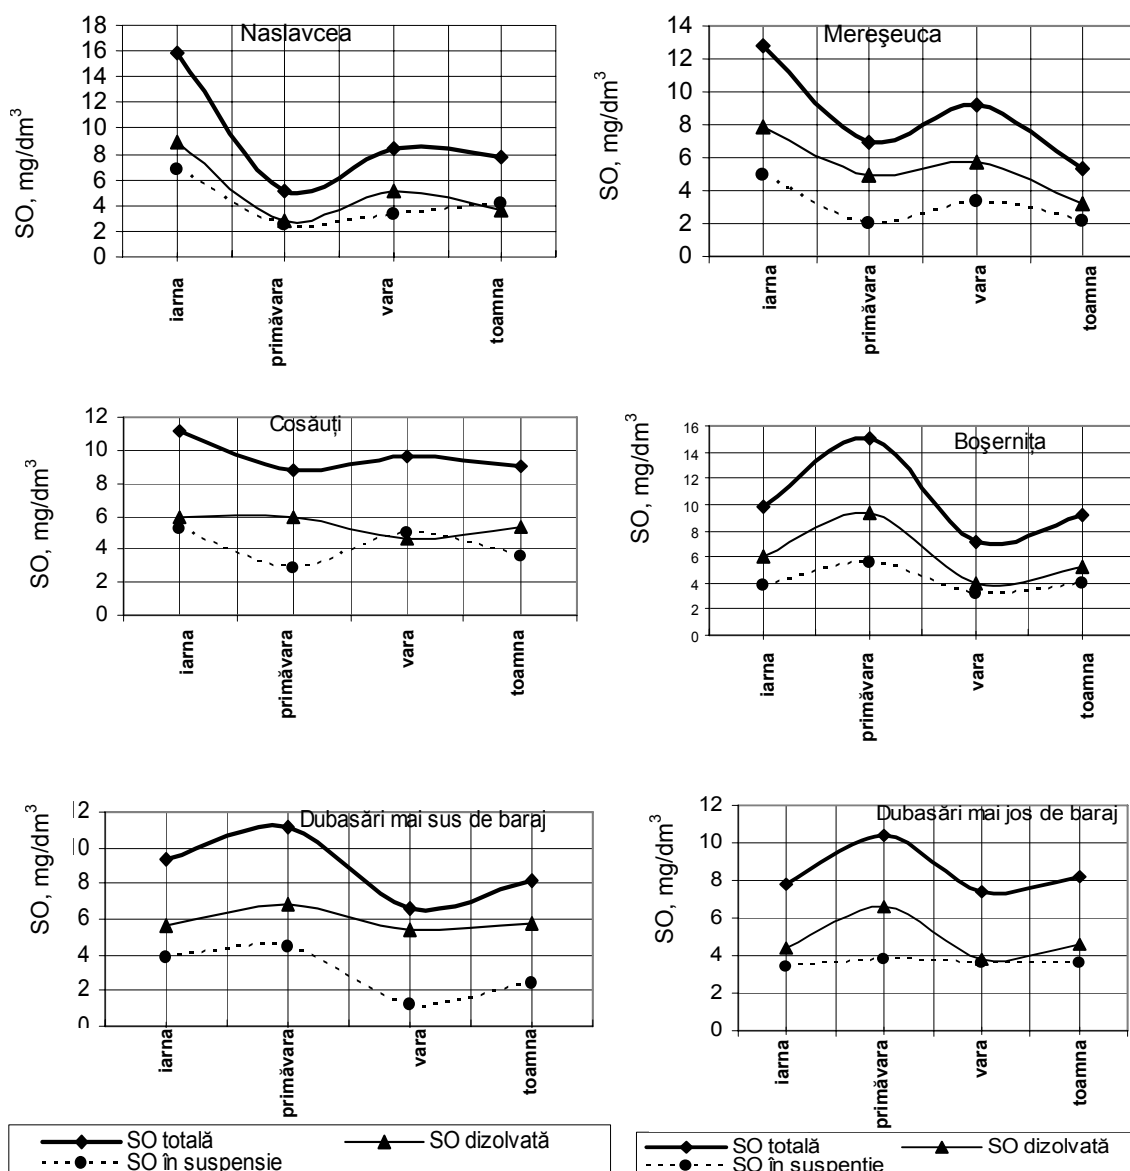 Naslavcea
SO, mg/dm3
18
16
14
12
10
8
6
4
2
0
iarna
primăvara
vara
toamna
Mereşeuca
SO, mg/dm3
14
12
10
8
6
4
2
0
iarna
primăvara
vara
toamna
Cosăuți
SO, mg/dm3
12
10
8
6
4
2
0
iarna
primăvara
vara
toamna
Boşernița
SO, mg/dm3
16
14
12
10
8
6
4
2
0
iarna
primăvara
vara
toamna
Dubasări mai sus de baraj
SO, mg/dm3
2
0
8
6
4
2
0
iarna
primăvara
vara
toamna
Dubasări mai jos de baraj
SO, mg/dm3
12
10
8
6
4
2
0
iarna
primăvara
vara
toamna
SO totală
SO dizolvată
SO în suspensie
SO totală
SO dizolvată
SO în suspenție